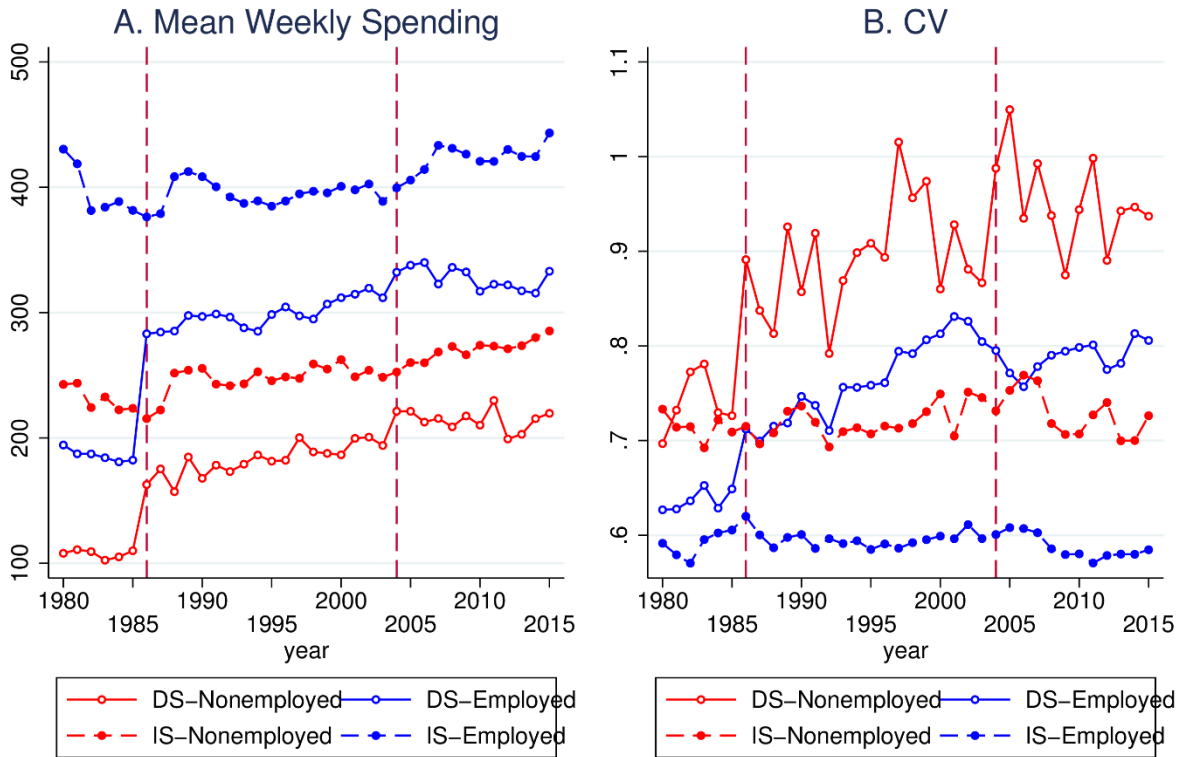 A. Mean Weekly Spending
500
400
300
200
100
1980
1990
2000
2010
1985
1995
2005
2015
year
DS−Nonemployed
DS−Employed
IS−Nonemployed
IS−Employed
B. CV
1.1
1
.9
.8
.7
.6
1980
1990
2000
2010
1985
1995
2005
2015
year
DS−Nonemployed
DS−Employed
IS−Nonemployed
IS−Employed